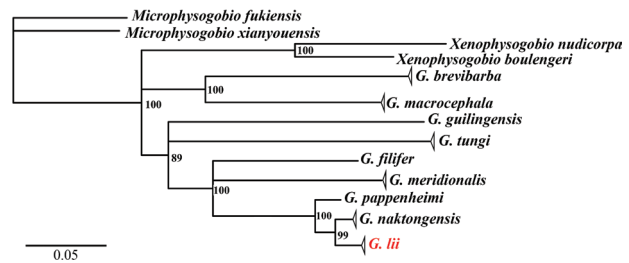 Microphysogobio fukiensis
Microphysogobio xianyouensis
Xenophysogobio nudicorpa
100
Xenophysogobio boulengeri
G. brevibarba
100
100
G. macrocephala
G. guilingensis
G. tungi
89
G. filifer
G. meridionalis
100
G. pappenheimi
100
G. naktongensis
99
G. lii
0.05